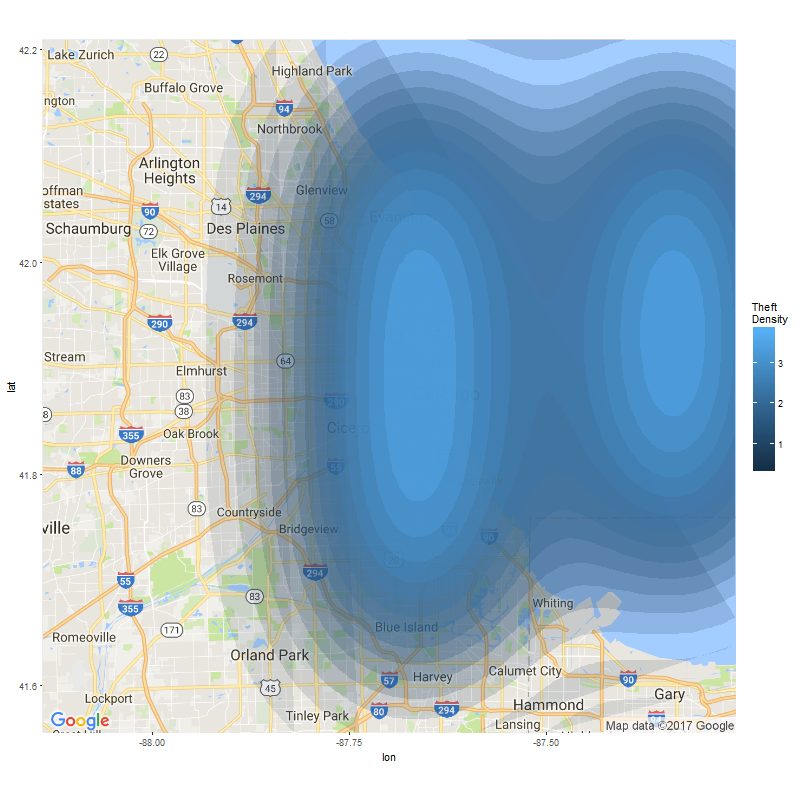 42.2
42.0
41.8
41.6
lat
-88.00
-87.75
-87.50
lon
Lake Zurich
22
Highland Park
Buffalo Grove
ngton
94
Northbrook
Arlington
Heights
294
Glenview
offman
states
90
14
58
Schaumburg
72
Des Plaines
Elk Grove
Village
Rosemont
290
294
Stream
64
Elmhurst
83
38
8
355
Oak Brook
88
Downers
Grove
83
Countryside
ville
Bridgeview
55
294
355
83
90
Whiting
171
Blue Island
Romeoville
Orland Park
Calumet City
Harvey
57
90
45
Lockport
Hammond
Gary
80
294
Tinley Park
Lansing
Google
Map data ©2017 Google
Theft
Density
3
2
1